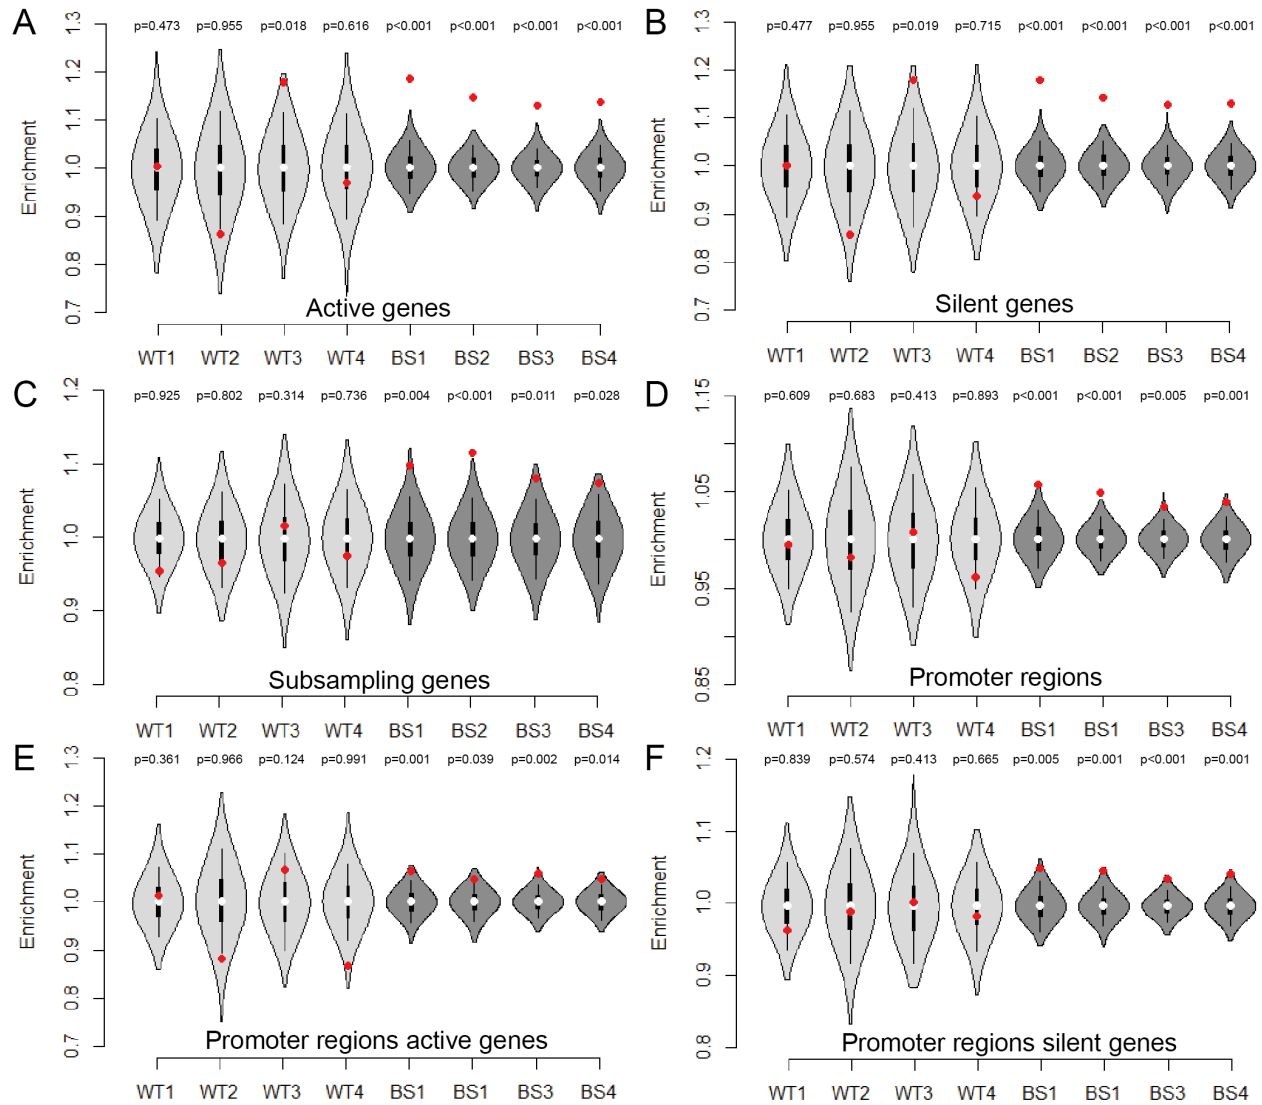 A
p=0.473 p=0.955 p=0.018 p=0.616 p<0.001 p<0.001 p<0.001 p<0.001
1.3
1.2
1.1
1.0
0.9
0.8
0.7
Enrichment
Active genes
WT1 WT2 WT3 WT4 BS1 BS2 BS3 BS4
B
p=0.477 p=0.955 p=0.019 p=0.715 p<0.001 p<0.001 p<0.001 p<0.001
1.3
1.2
1.1
1.0
0.9
0.8
0.7
Enrichment
Silent genes
WT1 WT2 WT3 WT4 BS1 BS2 BS3 BS4
C
p=0.925 p=0.802 p=0.314 p=0.736 p=0.004 p<0.001 p=0.011 p=0.028
1.2
1.1
1.0
0.9
0.8
Enrichment
Subsampling genes
WT1 WT2 WT3 WT4 BS1 BS2 BS3 BS4
D
p=0.609 p=0.683 p=0.413 p=0.893 p<0.001 p<0.001 p=0.005 p=0.001
1.15
1.05
0.95
0.85
Enrichment
Promoter regions
WT1 WT2 WT3 WT4 BS1 BS1 BS3 BS4
E
p=0.361 p=0.966 p=0.124 p=0.991 p=0.001 p=0.039 p=0.002 p=0.014
1.3
1.2
1.1
1.0
0.9
0.8
0.7
Enrichment
Promoter regions active genes
WT1 WT2 WT3 WT4 BS1 BS1 BS3 BS4
F
p=0.839 p=0.574 p=0.413 p=0.665 p=0.005 p=0.001 p<0.001 p=0.001
1.2
1.1
1.0
0.9
0.8
Enrichment
Promoter regions silent genes
WT1 WT2 WT3 WT4 BS1 BS1 BS3 BS4